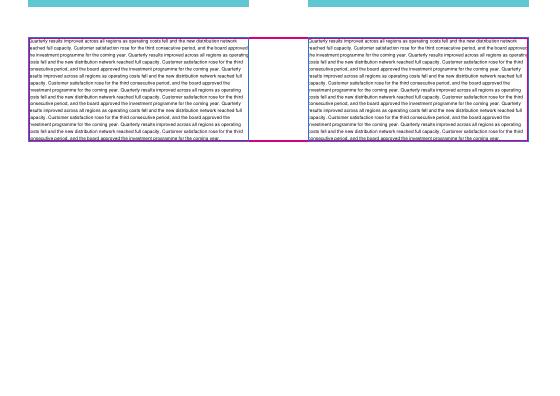 Quarterly results improved across all regions as operating costs fell and the new distribution network
reached full capacity. Customer satisfaction rose for the third consecutive period, and the board approved
the investment programme for the coming year. Quarterly results improved across all regions as operating
costs fell and the new distribution network reached full capacity. Customer satisfaction rose for the third
consecutive period, and the board approved the investment programme for the coming year. Quarterly
results improved across all regions as operating costs fell and the new distribution network reached full
capacity. Customer satisfaction rose for the third consecutive period, and the board approved the
investment programme for the coming year. Quarterly results improved across all regions as operating
costs fell and the new distribution network reached full capacity. Customer satisfaction rose for the third
consecutive period, and the board approved the investment programme for the coming year. Quarterly
results improved across all regions as operating costs fell and the new distribution network reached full
capacity. Customer satisfaction rose for the third consecutive period, and the board approved the
investment programme for the coming year. Quarterly results improved across all regions as operating
costs fell and the new distribution network reached full capacity. Customer satisfaction rose for the third
consecutive period, and the board approved the investment programme for the coming year.
Quarterly results improved across all regions as operating costs fell and the new distribution network
reached full capacity. Customer satisfaction rose for the third consecutive period, and the board approved
the investment programme for the coming year. Quarterly results improved across all regions as operating
costs fell and the new distribution network reached full capacity. Customer satisfaction rose for the third
consecutive period, and the board approved the investment programme for the coming year. Quarterly
results improved across all regions as operating costs fell and the new distribution network reached full
capacity. Customer satisfaction rose for the third consecutive period, and the board approved the
investment programme for the coming year. Quarterly results improved across all regions as operating
costs fell and the new distribution network reached full capacity. Customer satisfaction rose for the third
consecutive period, and the board approved the investment programme for the coming year. Quarterly
results improved across all regions as operating costs fell and the new distribution network reached full
capacity. Customer satisfaction rose for the third consecutive period, and the board approved the
investment programme for the coming year. Quarterly results improved across all regions as operating
costs fell and the new distribution network reached full capacity. Customer satisfaction rose for the third
consecutive period, and the board approved the investment programme for the coming year.